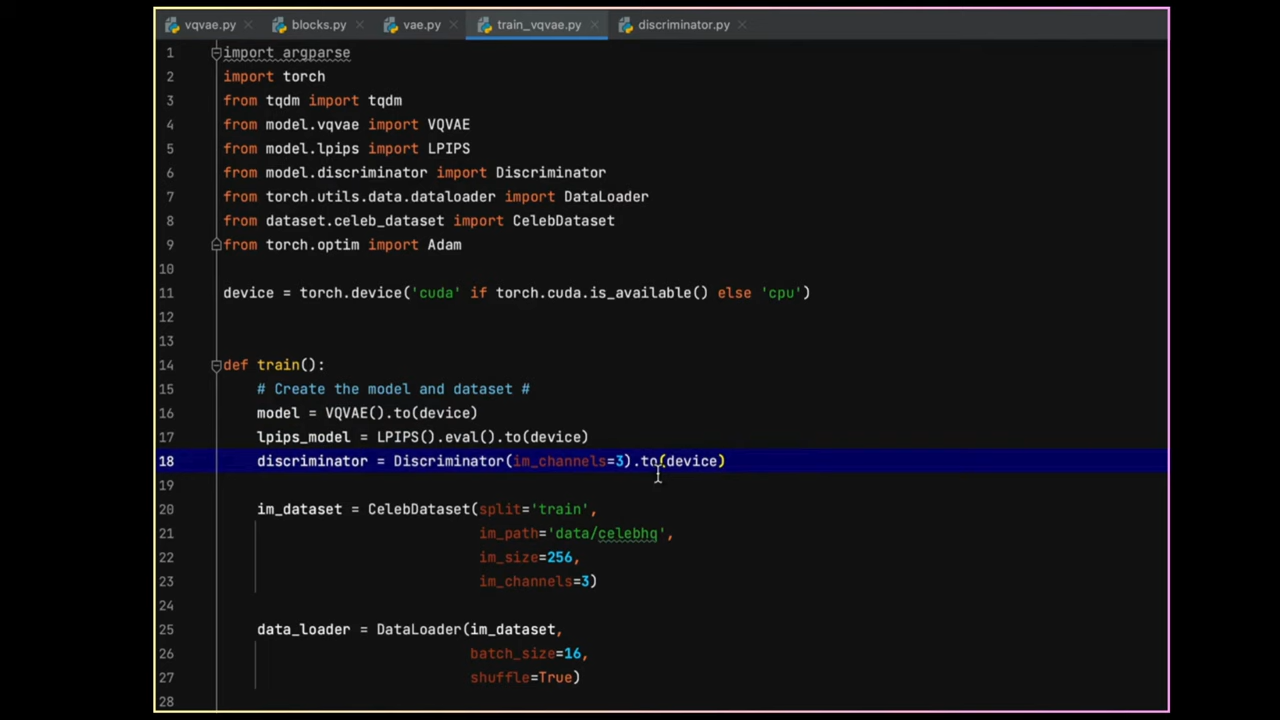 vqvae.py blocks.py vae.py train_vqvae.py discriminator.py
1 import argparse
2 import torch
3 from tqdm import tqdm
4 from model.vqvae import VQVAE
5 from model.lpips import LPIPS
6 from model.discriminator import Discriminator
7 from torch.utils.data.dataloader import DataLoader
8 from dataset.celeb_dataset import CelebDataset
9 from torch.optim import Adam
10
11 device = torch.device('cuda' if torch.cuda.is_available() else 'cpu')
12
13
14 def train():
15     # Create the model and dataset #
16     model = VQVAE().to(device)
17     lpips_model = LPIPS().eval().to(device)
18     discriminator = Discriminator(im_channels=3).to(device)
19
20     im_dataset = CelebDataset(split='train',
21                               im_path='data/celebhq',
22                               im_size=256,
23                               im_channels=3)
24
25     data_loader = DataLoader(im_dataset,
26                              batch_size=16,
27                              shuffle=True)
28